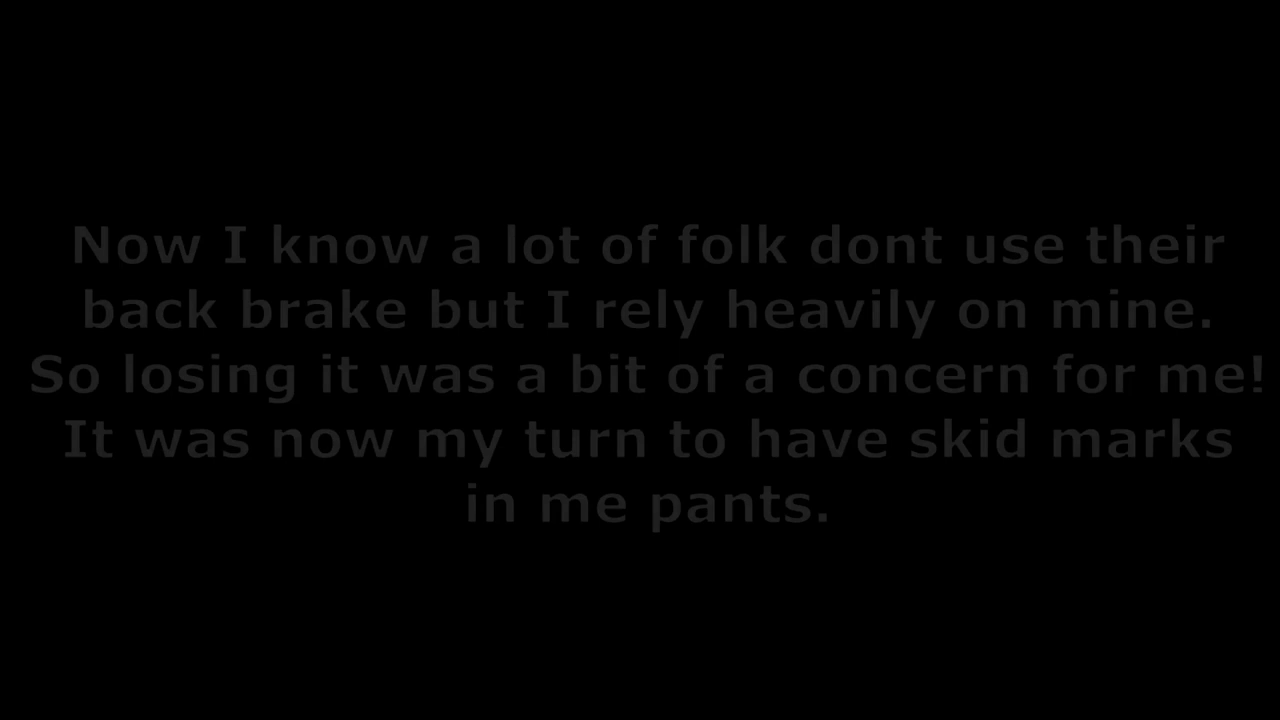 Now I know a lot of folk dont use their
back brake but I rely heavily on mine.
So losing it was a bit of a concern for me!
It was now my turn to have skid marks
in me pants.